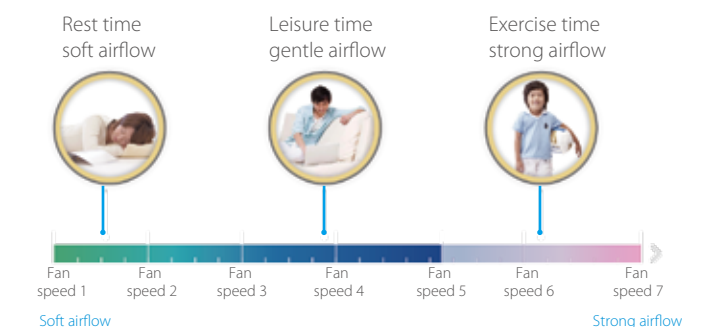 Rest time
soft airflow
Leisure time
gentle airflow
Exercise time
strong airflow
Fan
speed 1
Fan
speed 2
Fan
speed 3
Fan
speed 4
Fan
speed 5
Fan
speed 6
Fan
speed 7
Soft airflow
Strong airflow